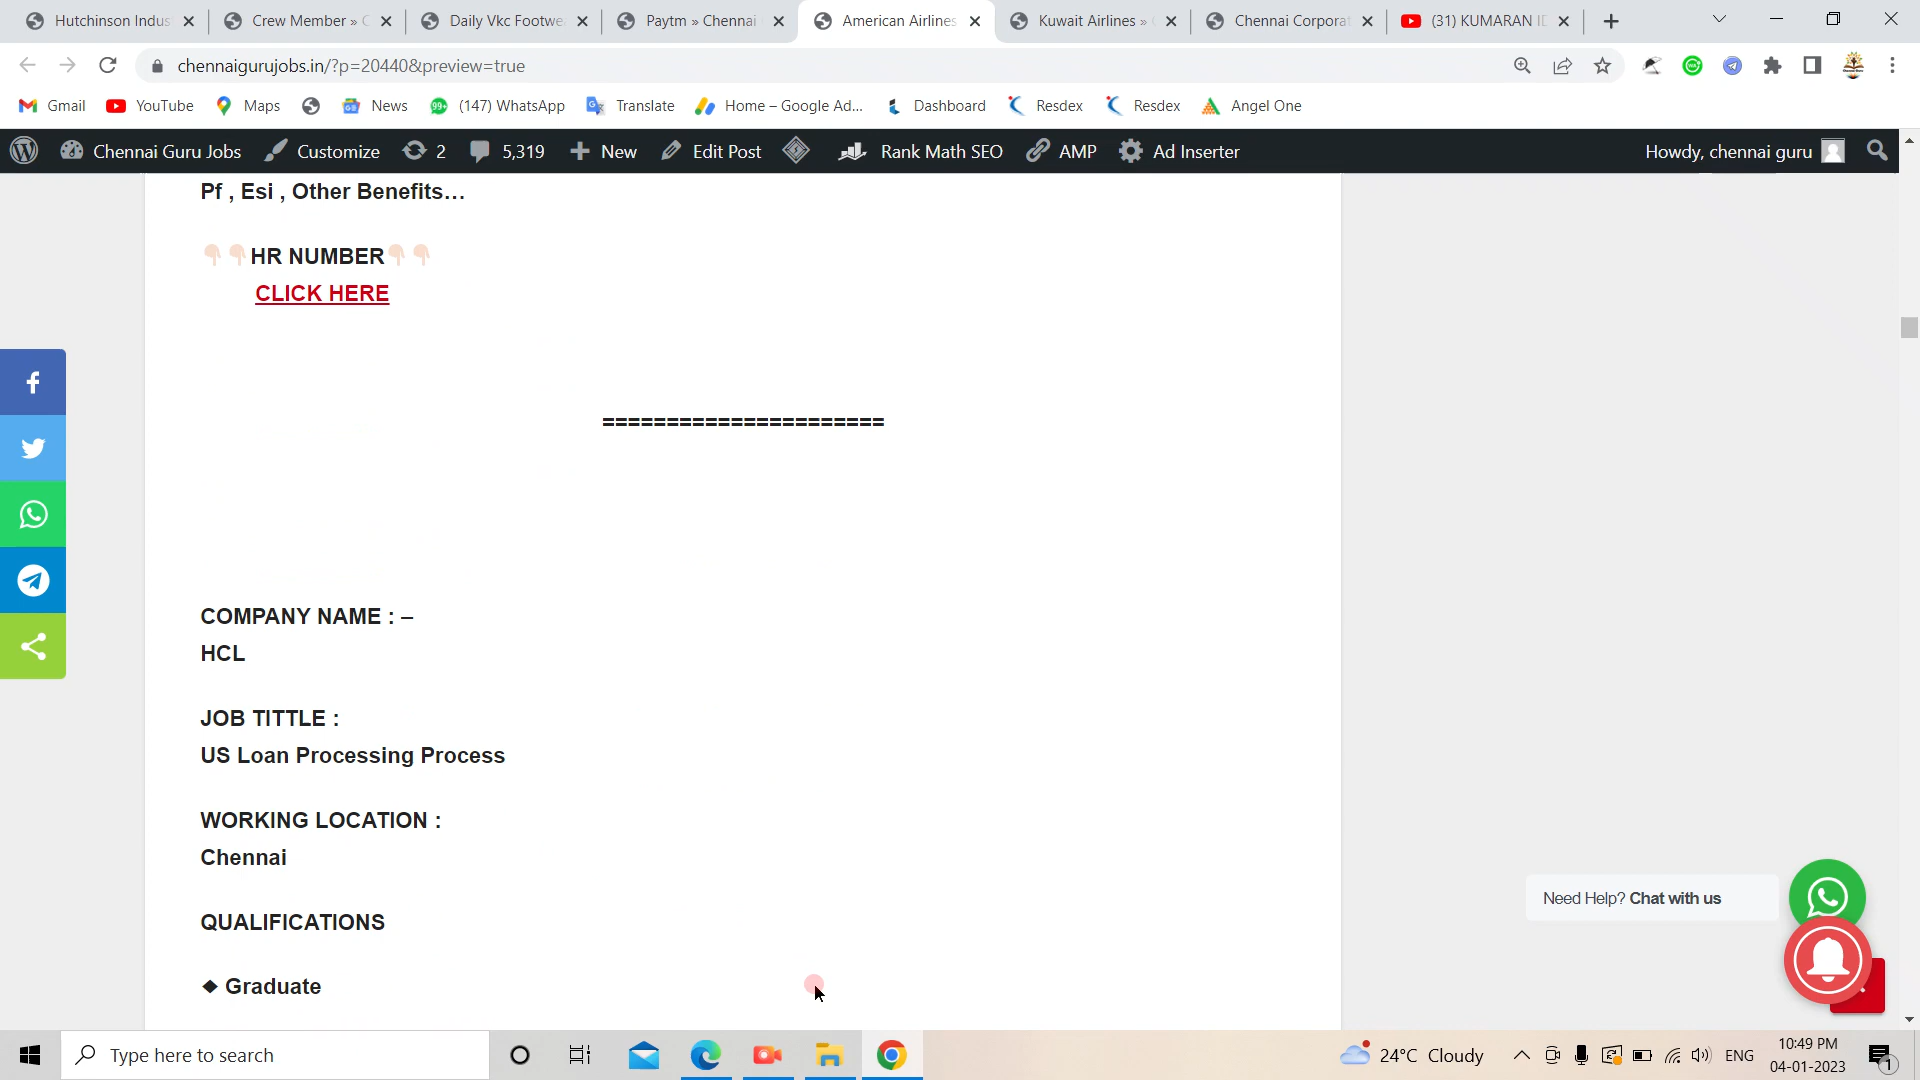 Hutchinson Indus
Crew Member » C
Daily Vkc Footwe
Paytm » Chennai
American Airlines
Kuwait Airlines »
Chennai Corporat
(31) KUMARAN IE
chennaigurujobs.in/?p=20440&preview=true
Gmail
YouTube
Maps
News
99+
(147) WhatsApp
Translate
Home – Google Ad...
Dashboard
Resdex
Resdex
Angel One
Chennai Guru Jobs
Customize
2
5,319
New
Edit Post
Rank Math SEO
AMP
Ad Inserter
Howdy, chennai guru
Pf , Esi , Other Benefits…
👇🏻👇🏻HR NUMBER👇🏻👇🏻
CLICK HERE
======================
COMPANY NAME : –
HCL
JOB TITTLE :
US Loan Processing Process
WORKING LOCATION :
Chennai
QUALIFICATIONS
❖ Graduate
Need Help? Chat with us
Type here to search
24°C Cloudy
ENG
10:49 PM
04-01-2023
1